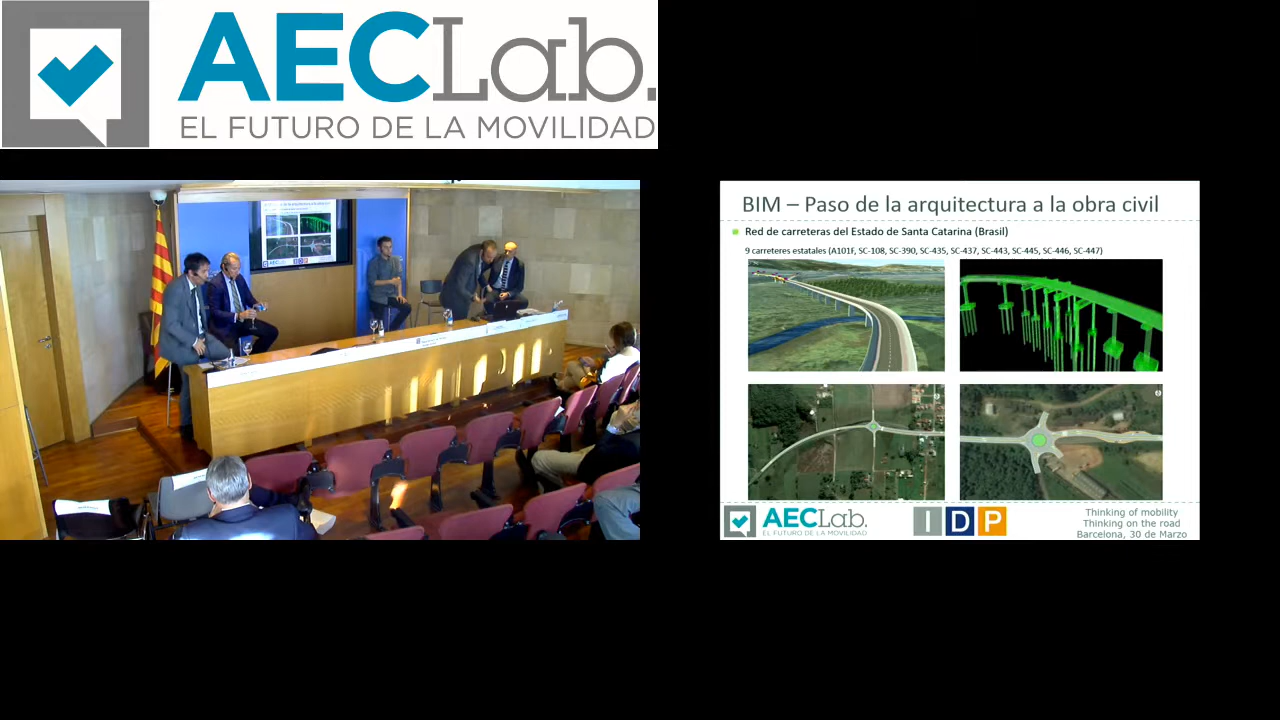 AECLab.
EL FUTURO DE LA MOVILIDAD
BIM – Paso de la arquitectura a la obra civil
Red de carreteras del Estado de Santa Catarina (Brasil)
9 carreteres estatales (A101F, SC-108, SC-390, SC-435, SC-437, SC-443, SC-445, SC-446, SC-447)
AECLab.
EL FUTURO DE LA MOVILIDAD
I D P
Thinking of mobility
Thinking on the road
Barcelona, 30 de Marzo